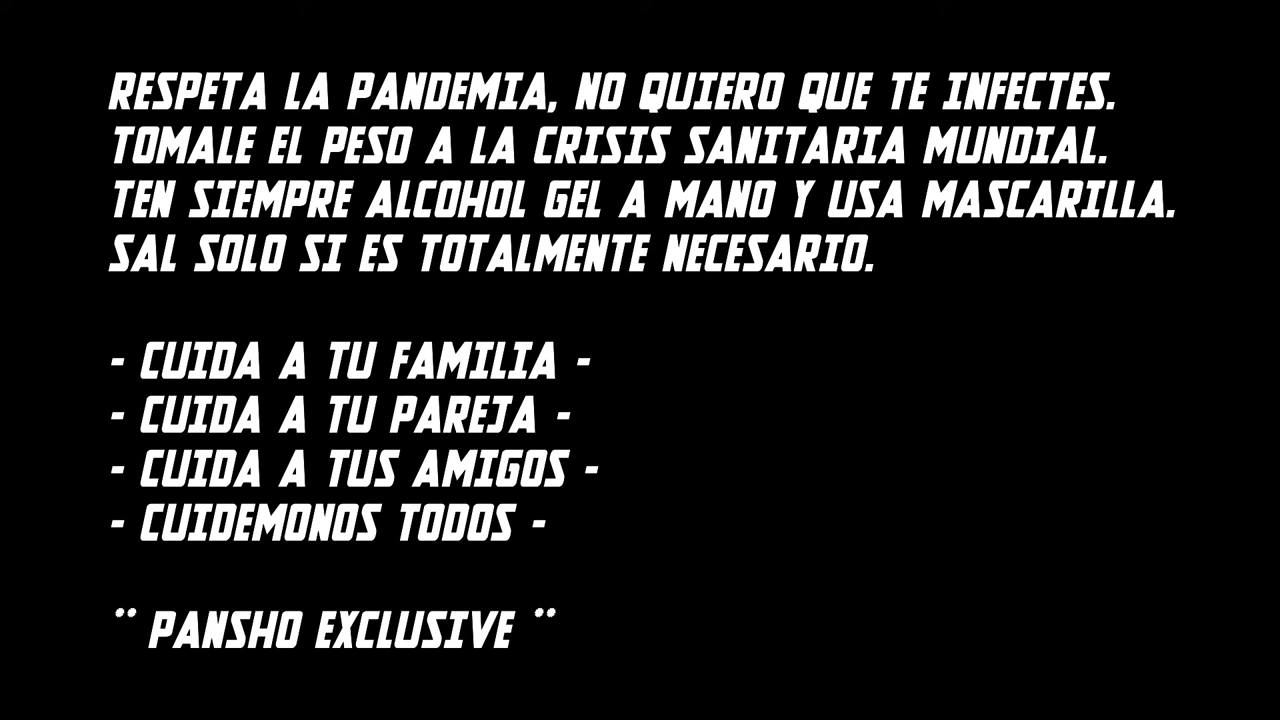 RESPETA LA PANDEMIA, NO QUIERO QUE TE INFECTES.
TOMALE EL PESO A LA CRISIS SANITARIA MUNDIAL.
TEN SIEMPRE ALCOHOL GEL A MANO Y USA MASCARILLA.
SAL SOLO SI ES TOTALMENTE NECESARIO.
- CUIDA A TU FAMILIA -
- CUIDA A TU PAREJA -
- CUIDA A TUS AMIGOS -
- CUIDEMONOS TODOS -
¨ PANSHO EXCLUSIVE ¨